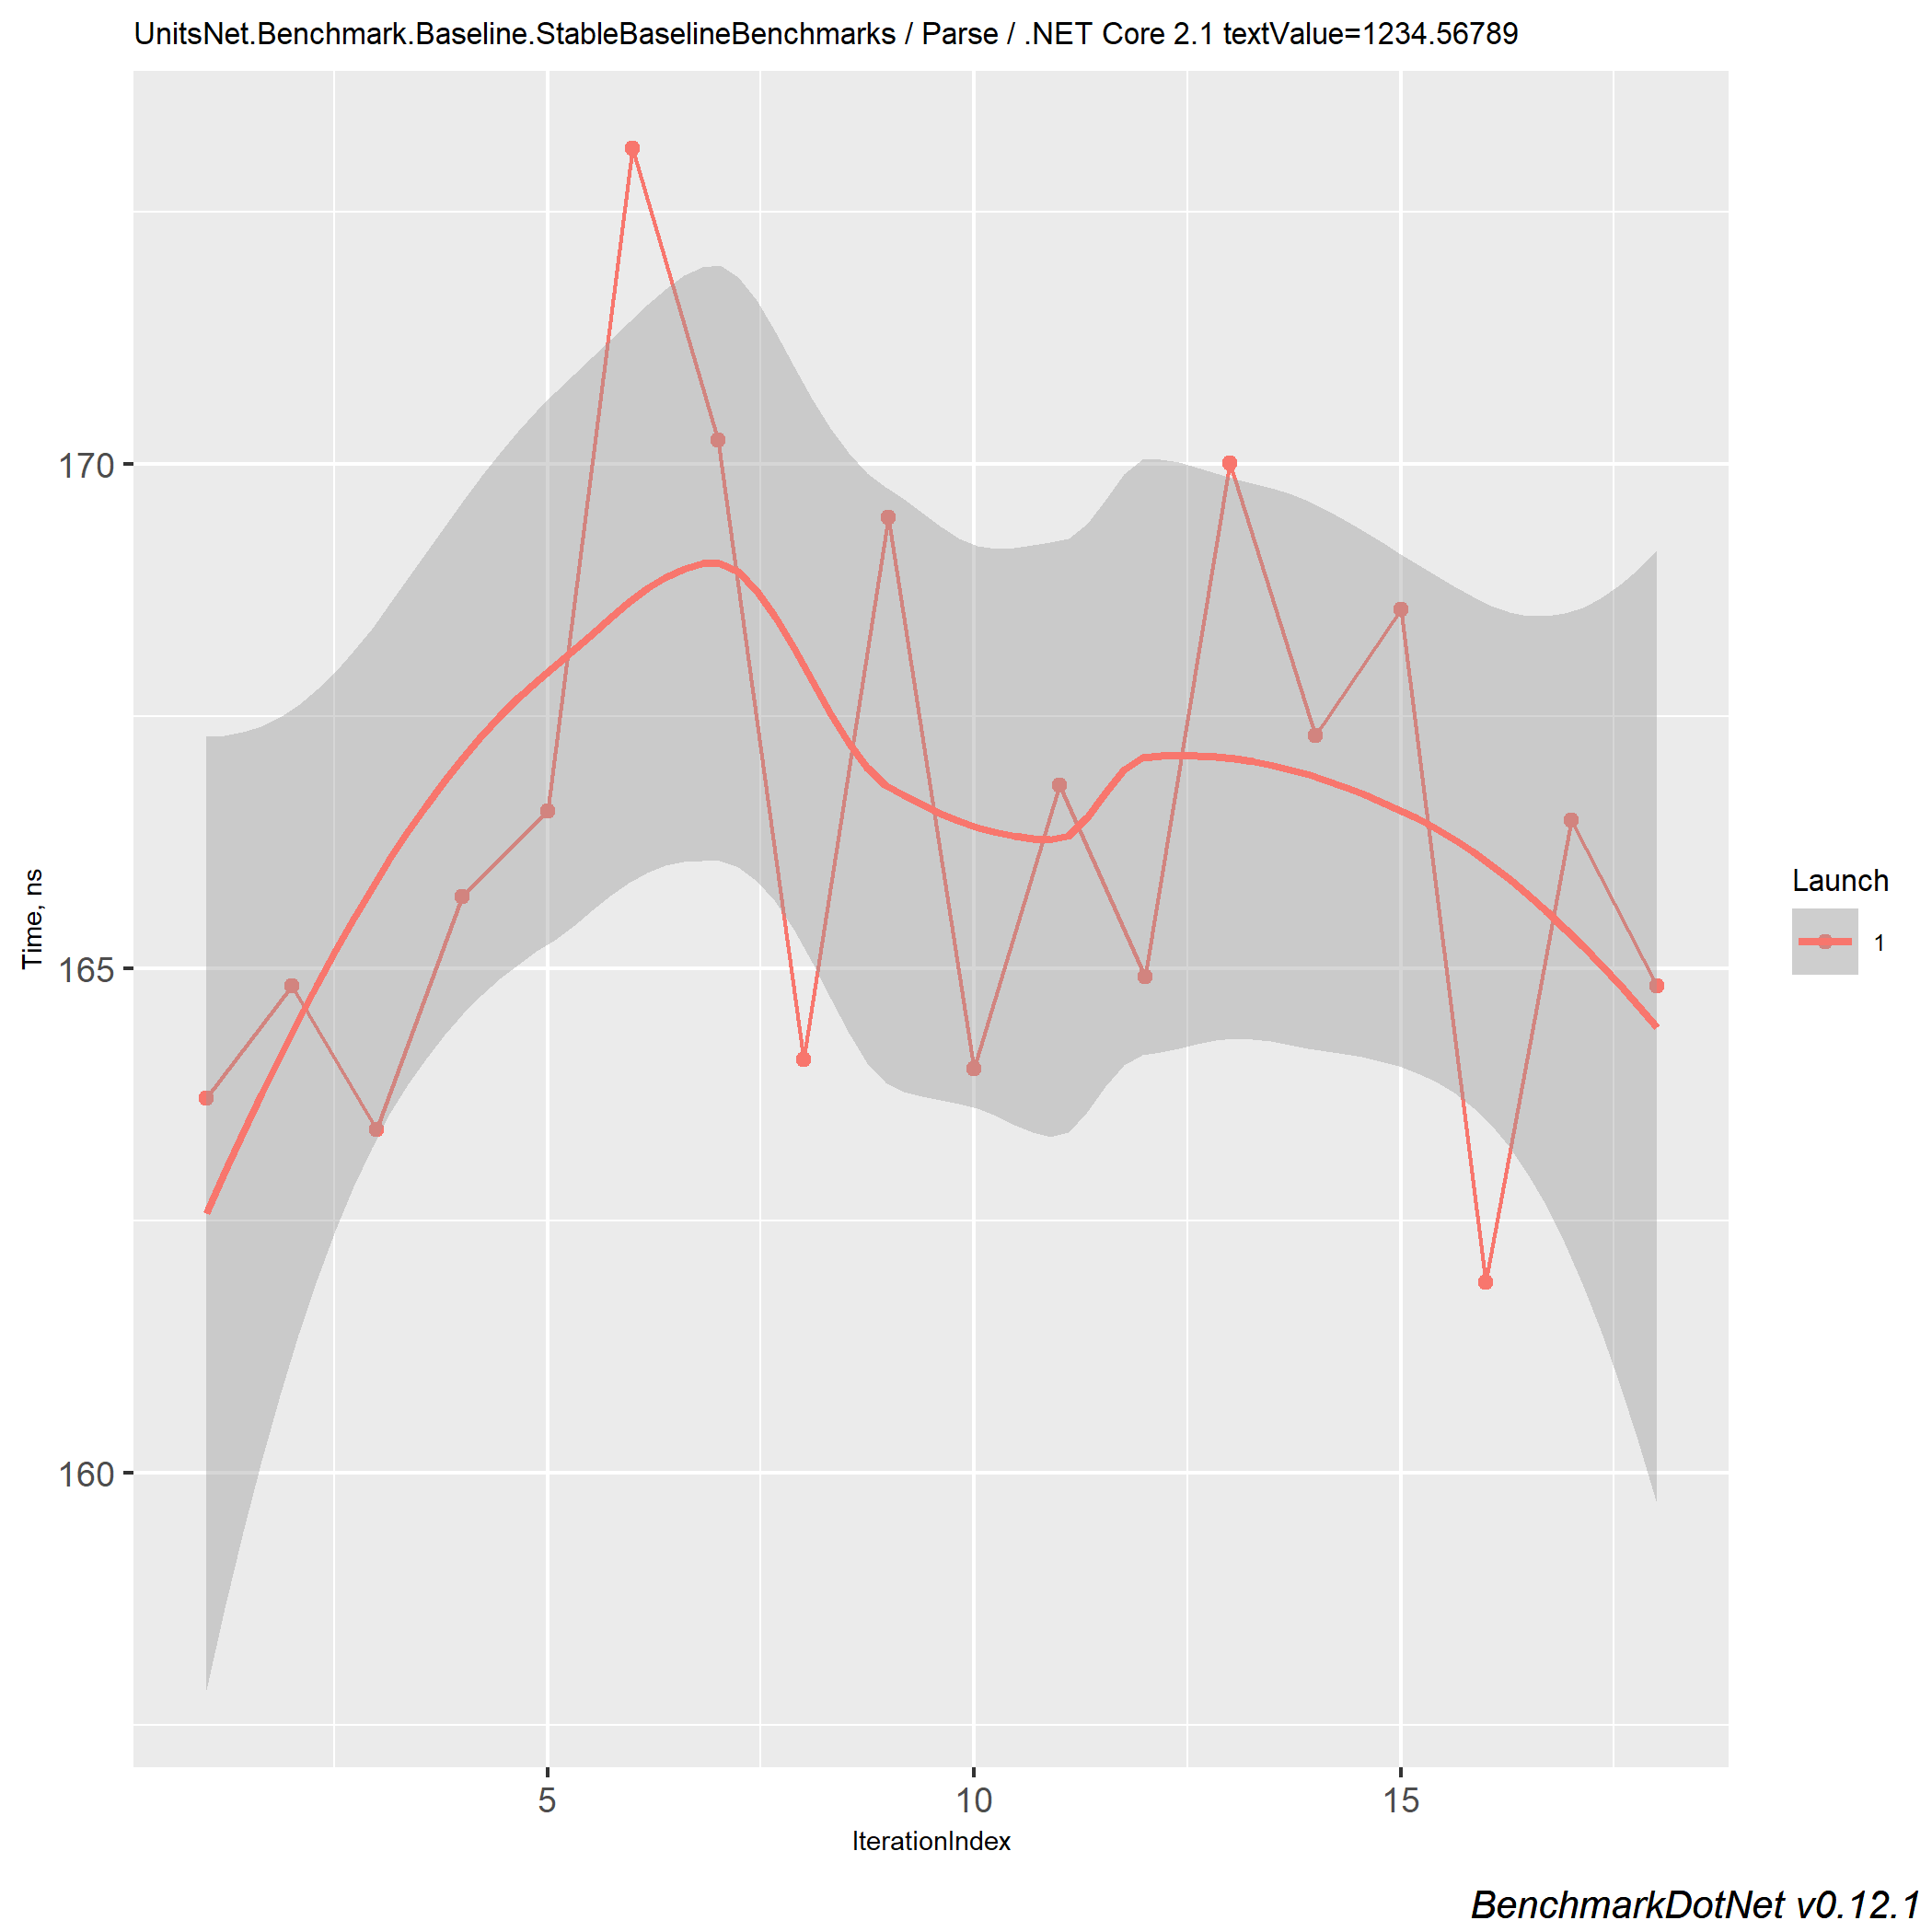 UnitsNet.Benchmark.Baseline.StableBaselineBenchmarks / Parse / .NET Core 2.1 textValue=1234.56789
170
165
160
Time, ns
5 10 15
IterationIndex
Launch
1
BenchmarkDotNet v0.12.1